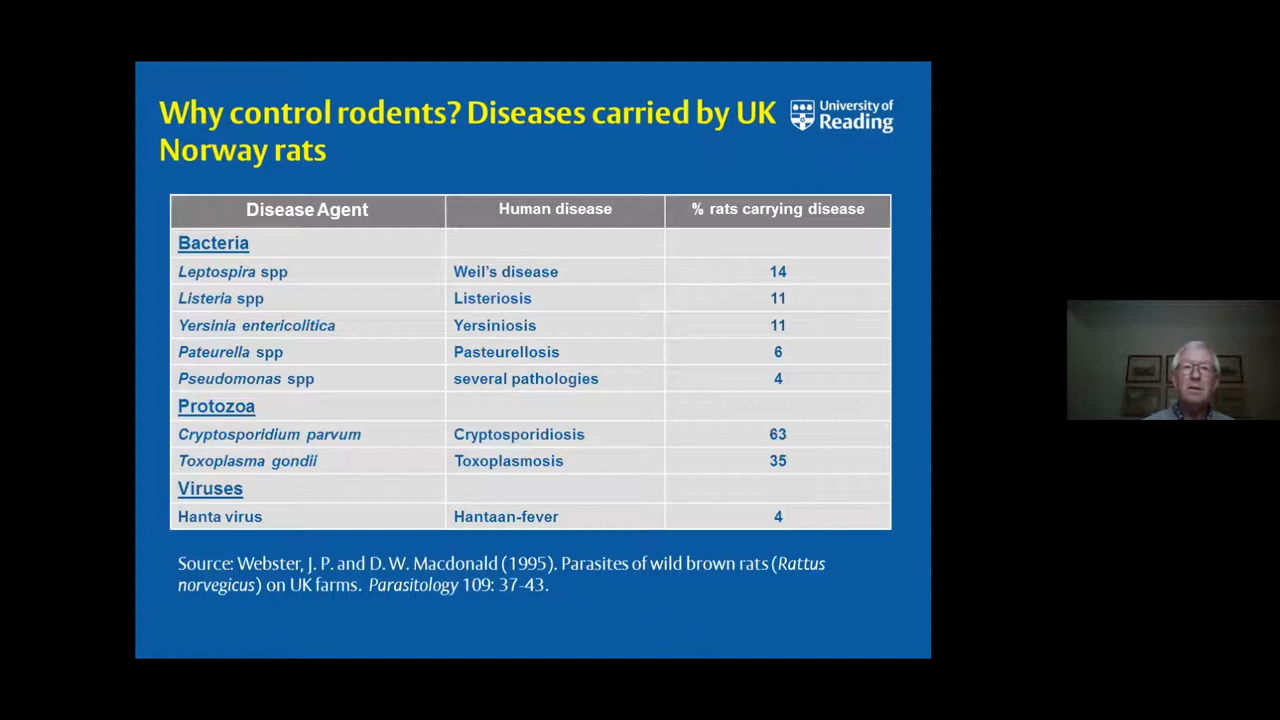 Why control rodents? Diseases carried by UK
Norway rats
University of
Reading
Disease Agent Human disease % rats carrying disease
Bacteria
Leptospira spp Weil's disease 14
Listeria spp Listeriosis 11
Yersinia entericolitica Yersiniosis 11
Pateurella spp Pasteurellosis 6
Pseudomonas spp several pathologies 4
Protozoa
Cryptosporidium parvum Cryptosporidiosis 63
Toxoplasma gondii Toxoplasmosis 35
Viruses
Hanta virus Hantaan-fever 4
Source: Webster, J. P. and D. W. Macdonald (1995). Parasites of wild brown rats (Rattus
norvegicus) on UK farms. Parasitology 109: 37-43.